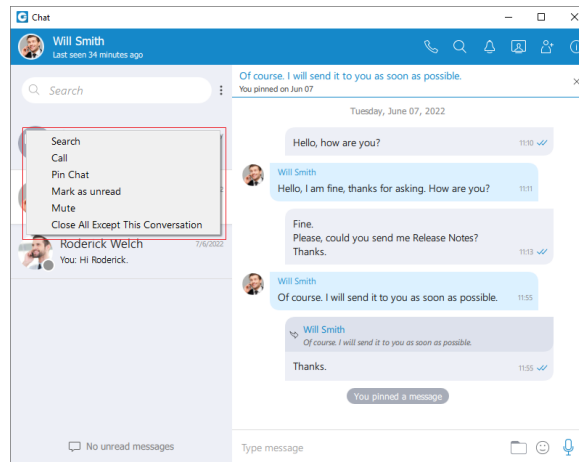 Chat
Will Smith
Last seen 34 minutes ago
Search
Search
Call
Pin Chat
Mark as unread
Mute
Close All Except This Conversation
Roderick Welch
7/6/2022
You: Hi Roderick.
No unread messages
Of course. I will send it to you as soon as possible.
You pinned on Jun 07
Tuesday, June 07, 2022
Hello, how are you?
11:10
Will Smith
Hello, I am fine, thanks for asking. How are you?
11:11
Fine.
Please, could you send me Release Notes?
Thanks.
11:13
Will Smith
Of course. I will send it to you as soon as possible.
11:55
Will Smith
Of course. I will send it to you as soon as possible.
Thanks.
11:55
You pinned a message
Type message